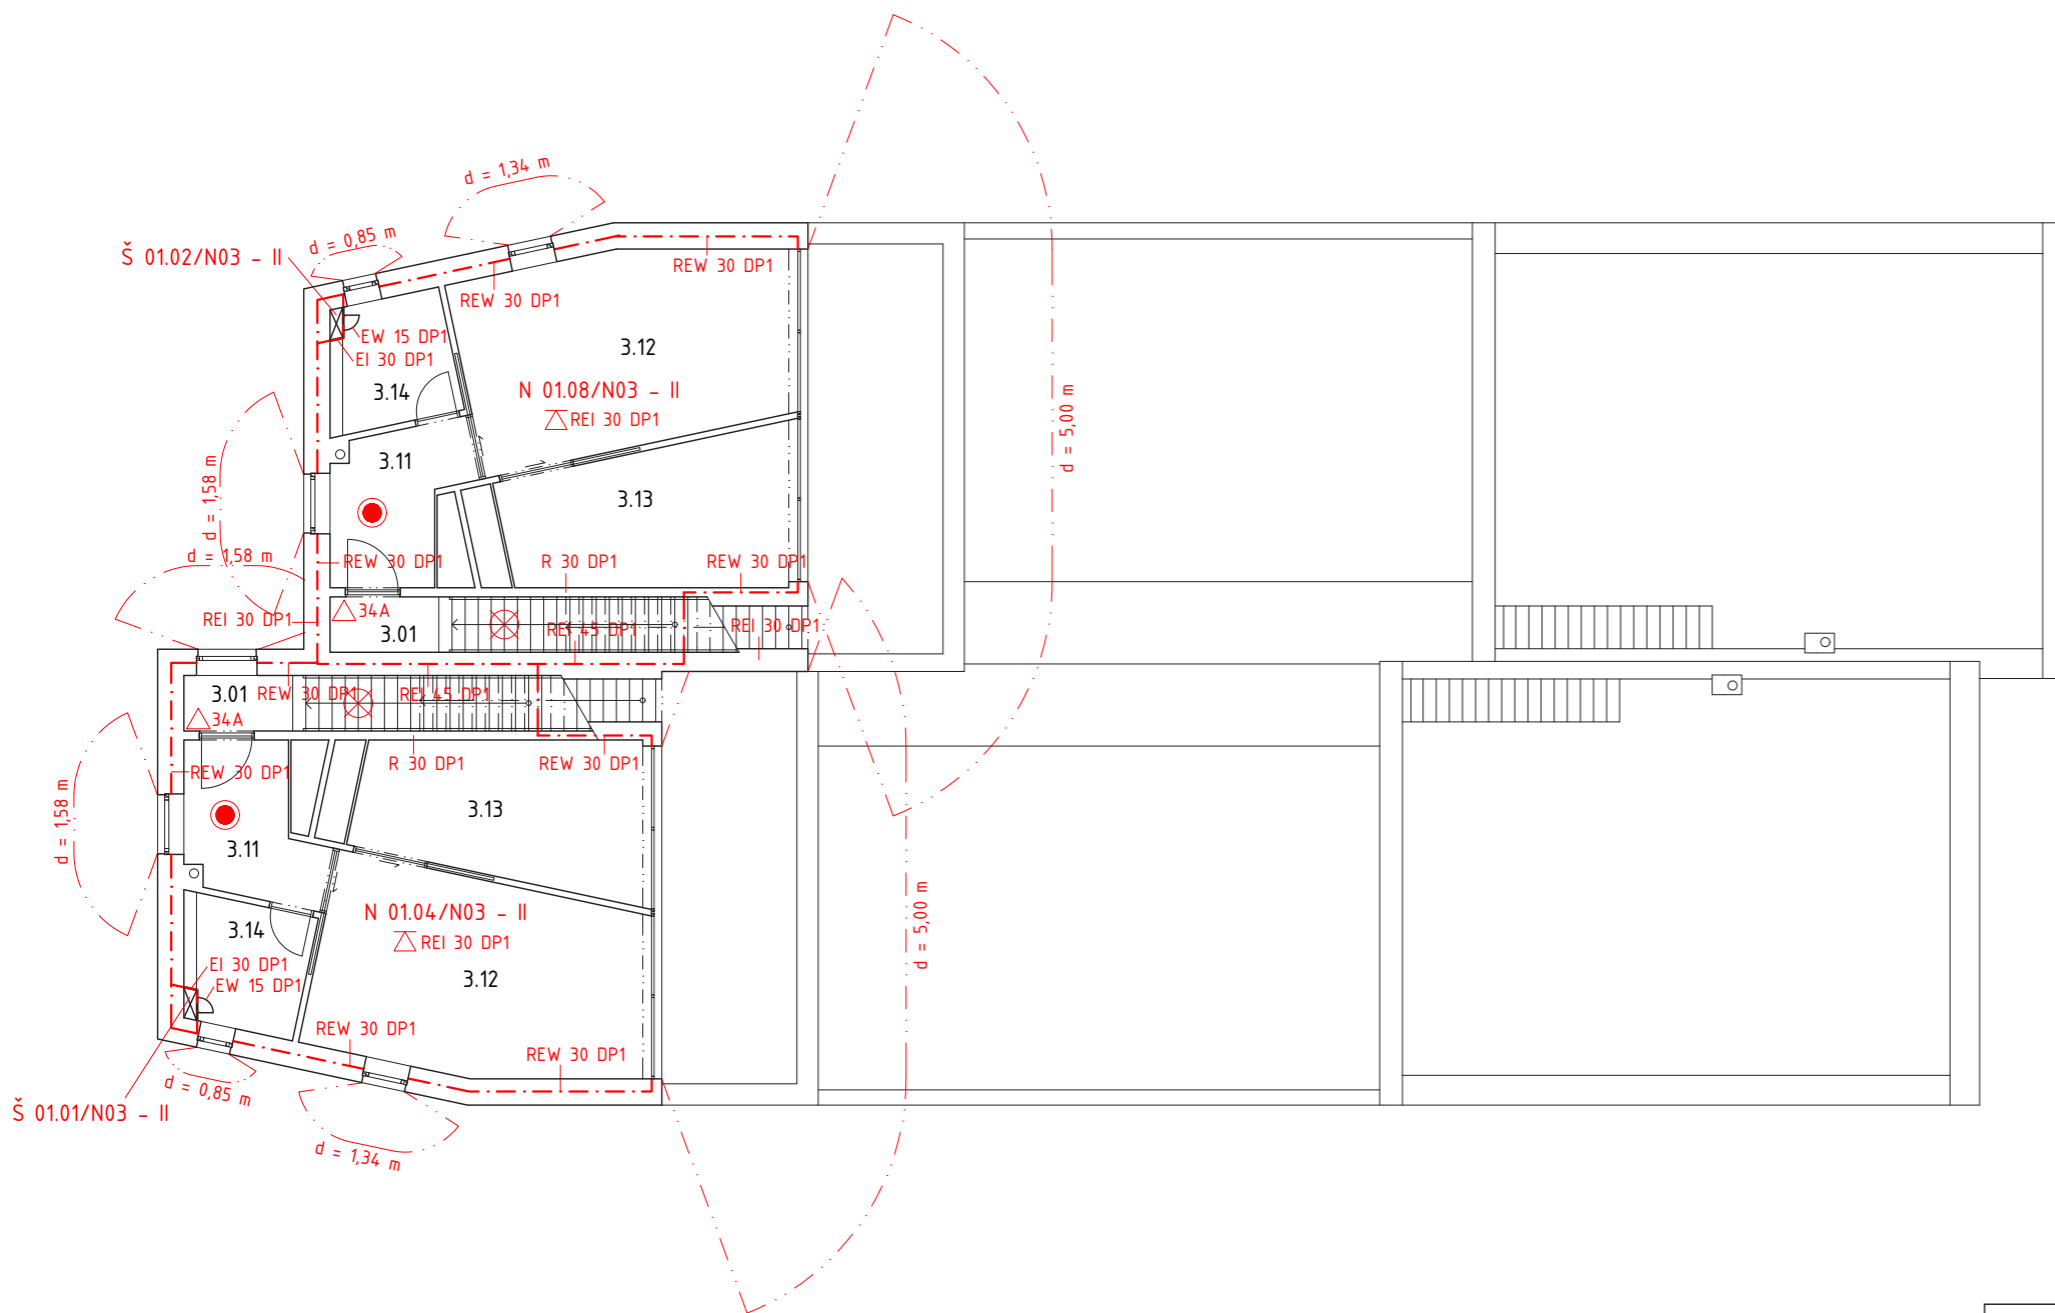 d = 1,34 m
d = 0,85 m
Š 01.02/N03 - II
REW 30 DP1
REW 30 DP1
EW 15 DP1
EI 30 DP1
3.12
3.14
N 01.08/N03 - II
REI 30 DP1
d = 5,00 m
3.11
3.13
d = 1,58 m
d = 1,58 m
REW 30 DP1
R 30 DP1
REW 30 DP1
REI 30 DP1
34A
3.01
REI 45 DP1
REI 30 DP1
3.01
REW 30 DP1
REI 45 DP1
34A
REW 30 DP1
R 30 DP1
REW 30 DP1
d = 1,58 m
3.13
3.11
N 01.04/N03 - II
REI 30 DP1
3.14
d = 5,00 m
EI 30 DP1
EW 15 DP1
3.12
REW 30 DP1
REW 30 DP1
d = 0,85 m
Š 01.01/N03 - II
d = 1,34 m